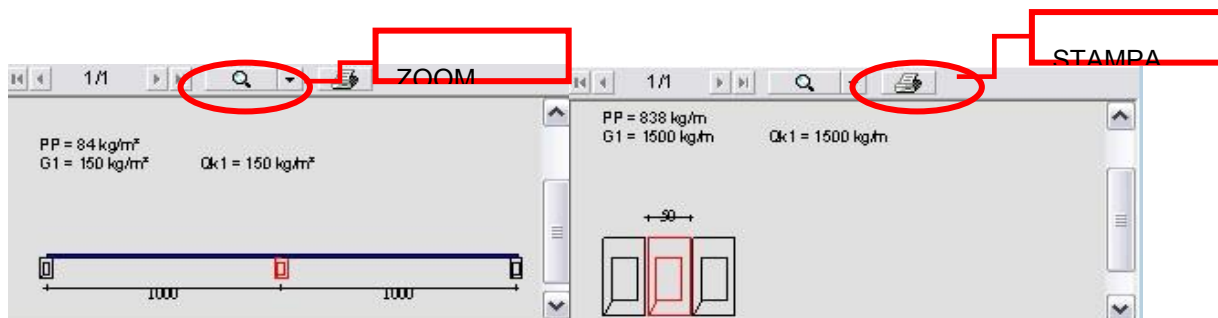 ZOOM
STAMPA
1/1
PP = 84 kg/m²
G1 = 150 kg/m² Qk1 = 150 kg/m²
1000 1000
1/1
PP = 838 kg/m
G1 = 1500 kg/m Qk1 = 1500 kg/m
50